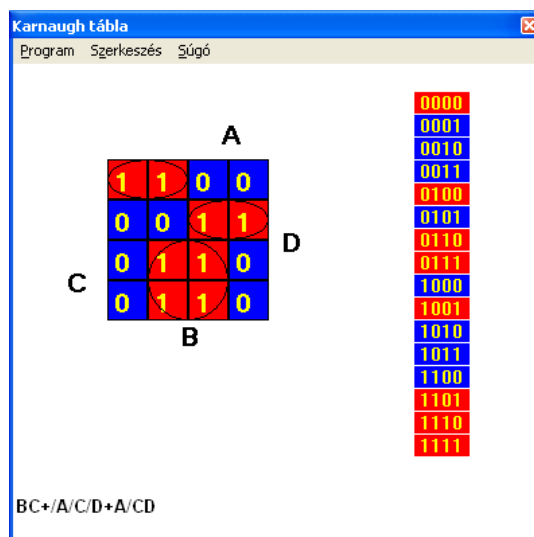 Karnaugh tábla
Program Szerkeszés Súgó
A
1 1 0 0
0 0 1 1
D
0 1 1 0
C
0 1 1 0
B
0000
0001
0010
0011
0100
0101
0110
0111
1000
1001
1010
1011
1100
1101
1110
1111
BC+/A/C/D+A/CD